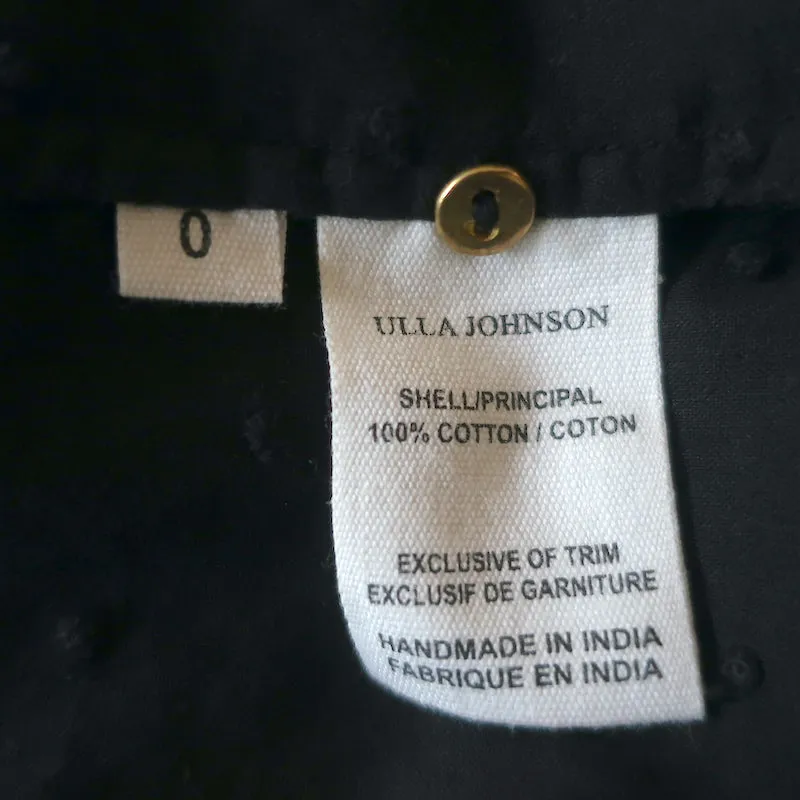 0
ULLA JOHNSON
SHELL/PRINCIPAL
100% COTTON / COTON
EXCLUSIVE OF TRIM
EXCLUSIF DE GARNITURE
HANDMADE IN INDIA
FABRIQUE EN INDIA